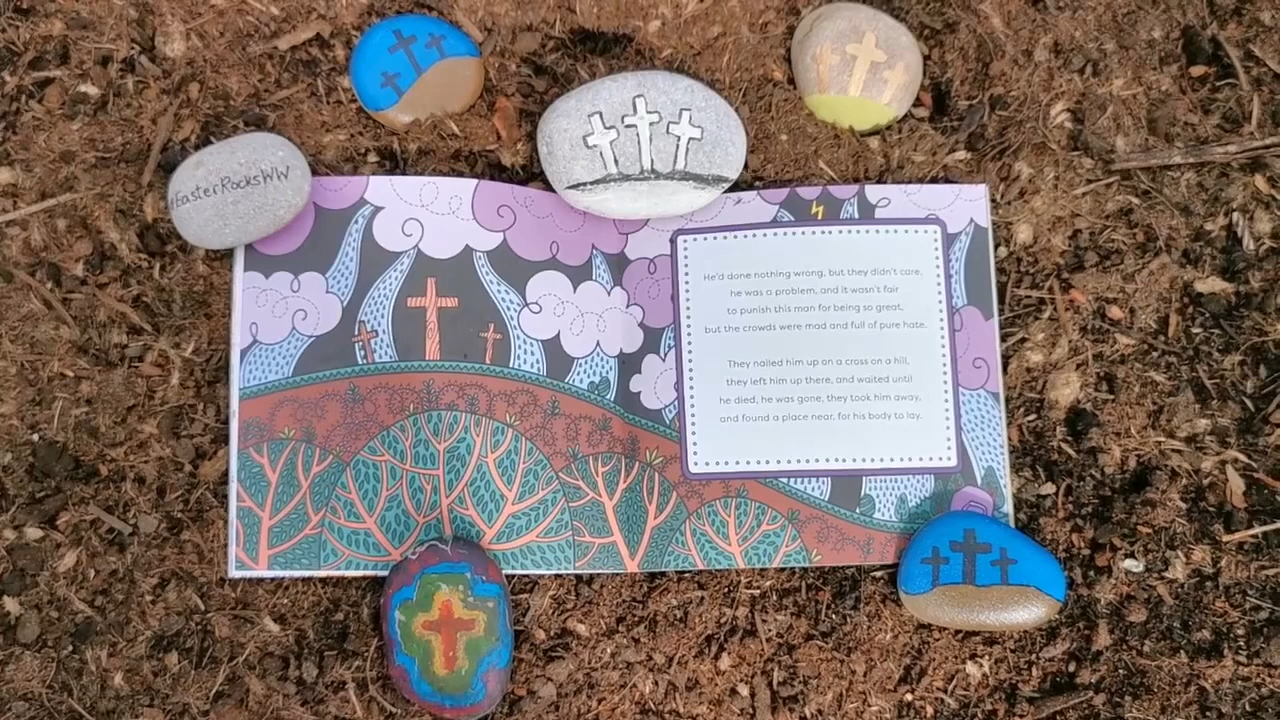 #EasterRocksWW
He'd done nothing wrong, but they didn't care,
he was a problem, and it wasn't fair
to punish this man for being so great,
but the crowds were mad and full of pure hate.
They nailed him up on a cross on a hill,
they left him up there, and waited until
he died, he was gone, they took him away,
and found a place near, for his body to lay.